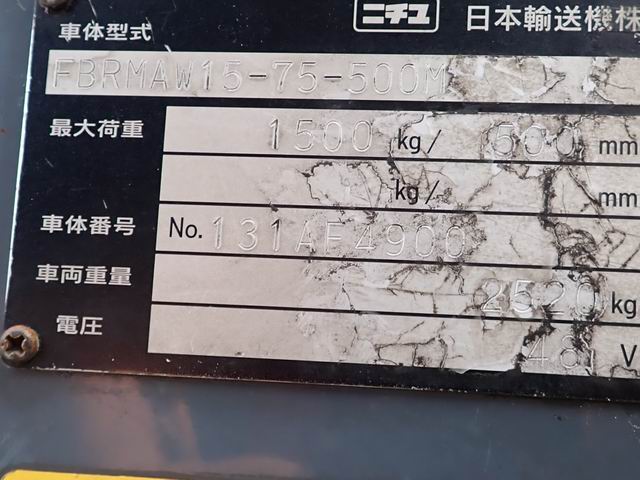 ニチユ 日本輸送機株
車体型式
FBRMAW15-75-500M
最大荷重 1500 kg/ 500 mm
kg/ mm
車体番号 No. 131AF4900
車両重量 2520 kg
電圧 48 V